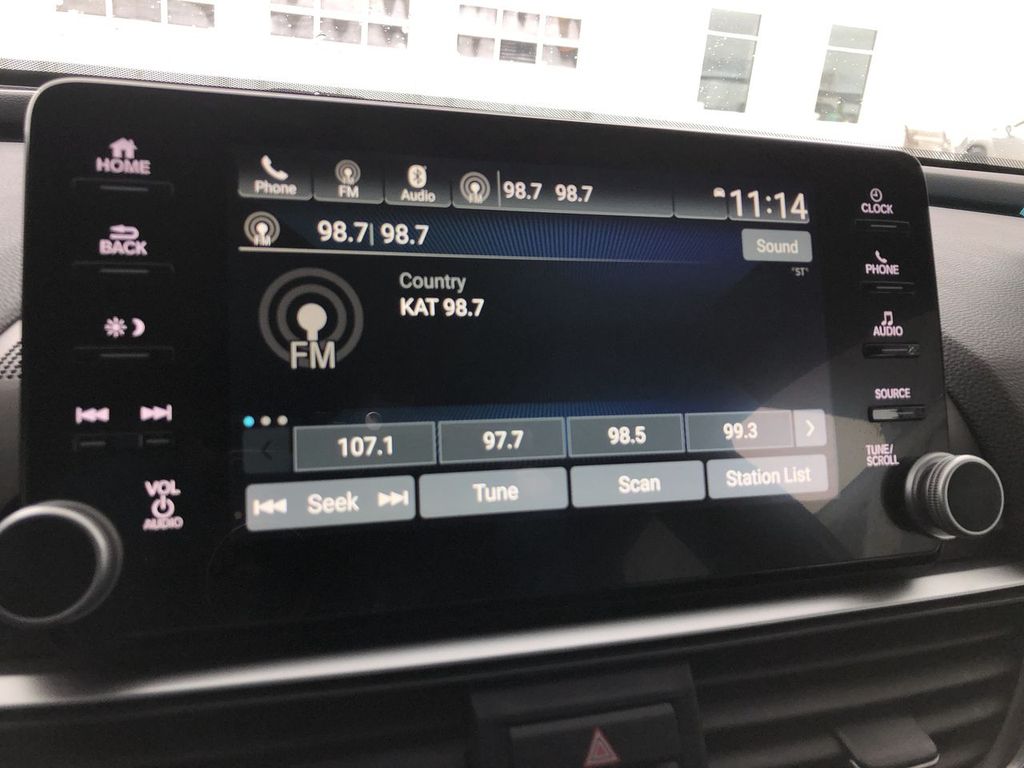 HOME
BACK
VOL
AUDIO
Phone
FM
Audio
FM
98.7 98.7
11:14
FM
98.7| 98.7
Sound
"ST"
Country
KAT 98.7
FM
107.1
97.7
98.5
99.3
Seek
Tune
Scan
Station List
CLOCK
PHONE
AUDIO
SOURCE
TUNE/
SCROLL